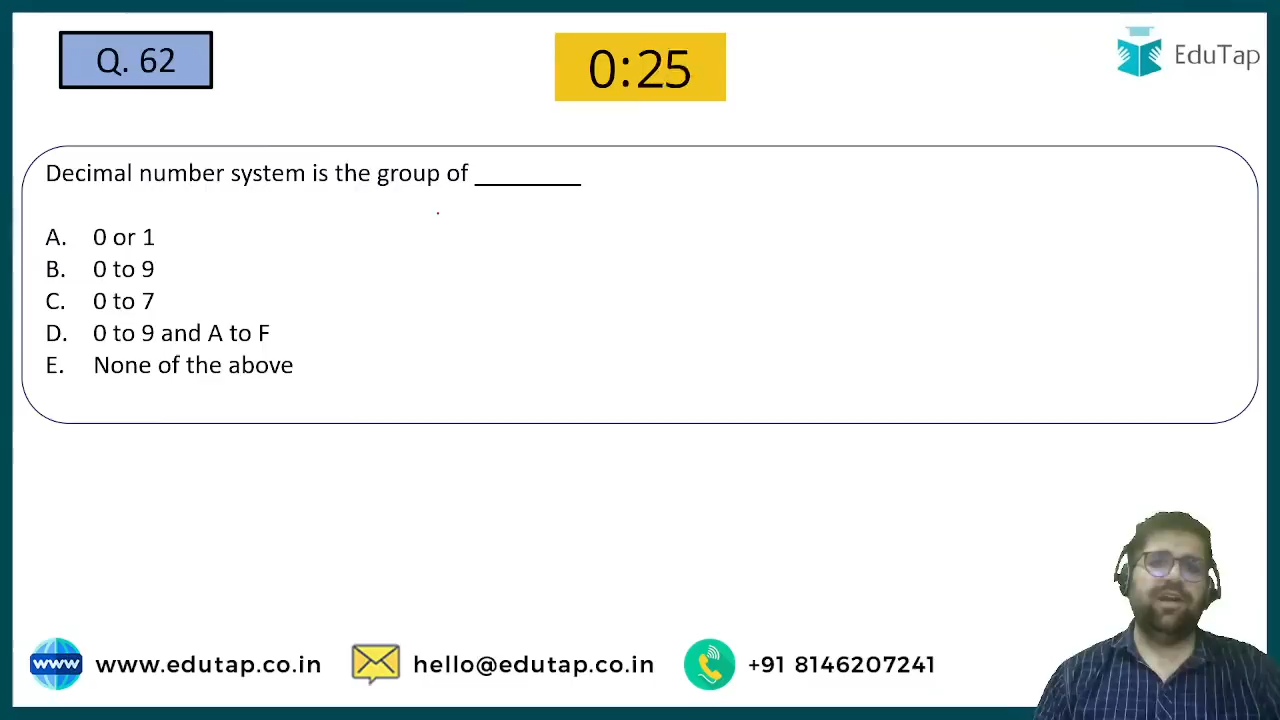 Q. 62
0:25
EduTap
Decimal number system is the group of _________
A. 0 or 1
B. 0 to 9
C. 0 to 7
D. 0 to 9 and A to F
E. None of the above
www
www.edutap.co.in
hello@edutap.co.in
+91 8146207241